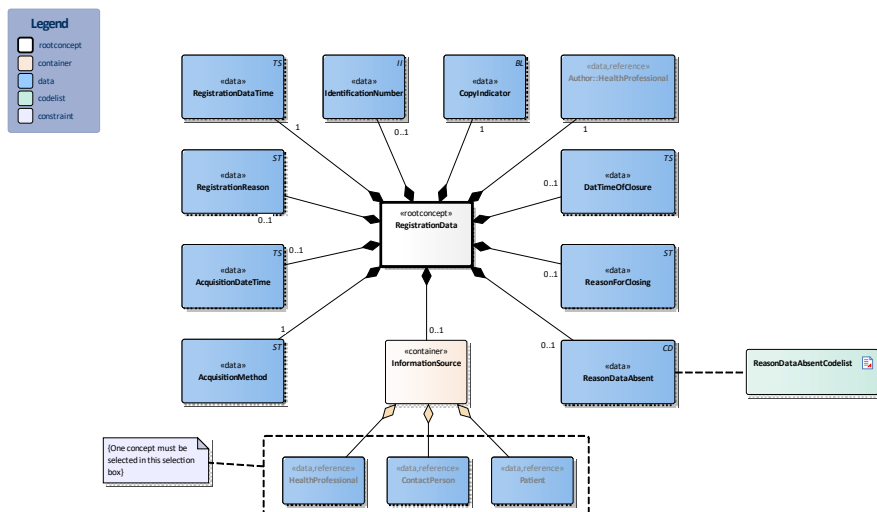 Legend
rootconcept
container
data
codelist
constraint
TS
«data»
RegistrationDataTime
II
«data»
IdentificationNumber
BL
«data»
CopyIndicator
«data,reference»
Author::HealthProfessional
1
0..1
1
1
ST
«data»
RegistrationReason
0..1
TS
«data»
DatTimeOfClosure
0..1
«rootconcept»
RegistrationData
TS
«data»
AcquisitionDateTime
0..1
ST
«data»
ReasonForClosing
0..1
ST
«data»
AcquisitionMethod
1
0..1
«container»
InformationSource
0..1
CD
«data»
ReasonDataAbsent
ReasonDataAbsentCodelist
{One concept must be
selected in this selection
box}
«data,reference»
HealthProfessional
«data,reference»
ContactPerson
«data,reference»
Patient